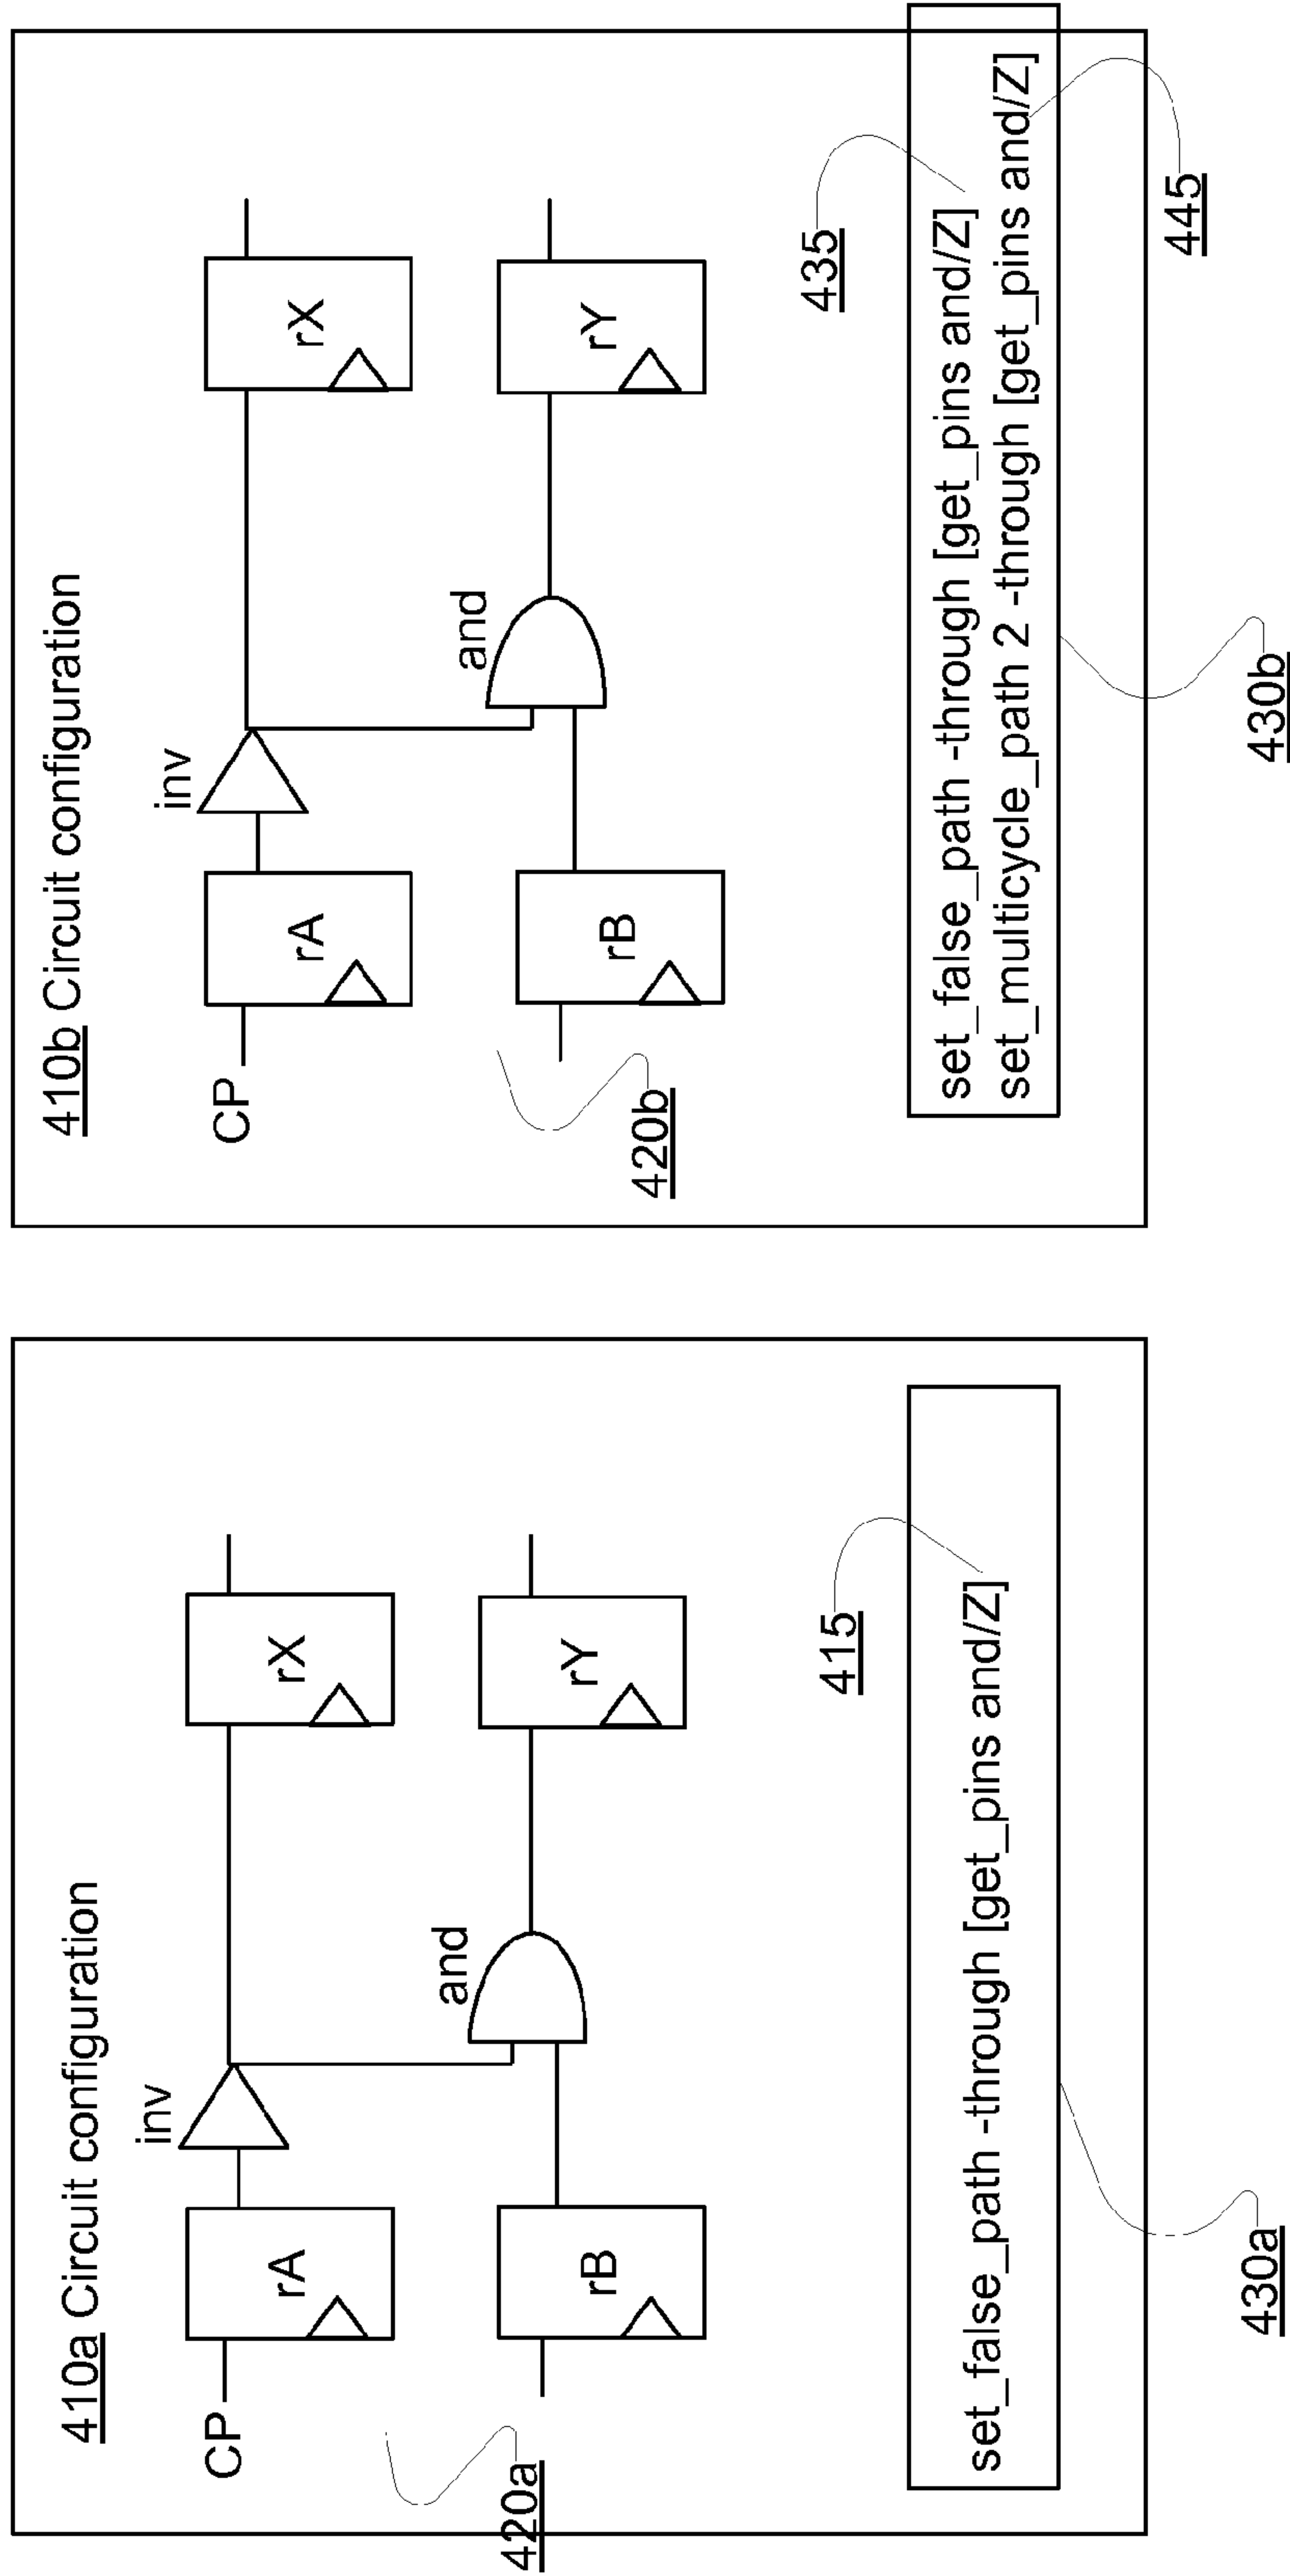 410a Circuit configuration
inv
CP
rA
rX
and
420a
rB
rY
415
set_false_path -through [get_pins and/Z]
430a
410b Circuit configuration
inv
CP
rA
rX
and
420b
rB
rY
435
set_false_path -through [get_pins and/Z]
set_multicycle_path 2 -through [get_pins and/Z]
445
430b